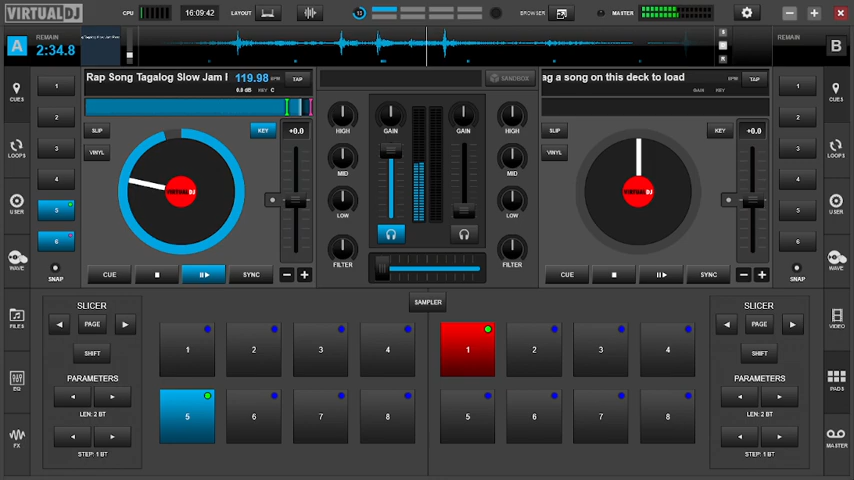 VIRTUALDJ CPU 16:09:42 LAYOUT 13 BROWSER MASTER
A REMAIN 2:34.8 REMAIN B
Rap Song Tagalog Slow Jam I 119.98 BPM TAP SANDBOX ag a song on this deck to load BPM TAP
0.0 dB KEY C GAIN KEY
CUES 1 SLIP KEY +0.0 HIGH GAIN GAIN HIGH SLIP KEY +0.0 1 CUES
2 VINYL VINYL 2
LOOPS 3 MID MID 3 LOOPS
4 VIRTUALDJ VIRTUALDJ 4
USER 5 LOW LOW 5 USER
6 6
WAVE SNAP CUE SYNC FILTER FILTER CUE SYNC SNAP WAVE
SAMPLER
SLICER SLICER
FILES PAGE 1 2 3 4 1 2 3 4 PAGE VIDEO
SHIFT SHIFT
EQ PARAMETERS PARAMETERS PADS
LEN: 2 BT 5 6 7 8 5 6 7 8 LEN: 2 BT
FX STEP: 1 BT STEP: 1 BT MASTER